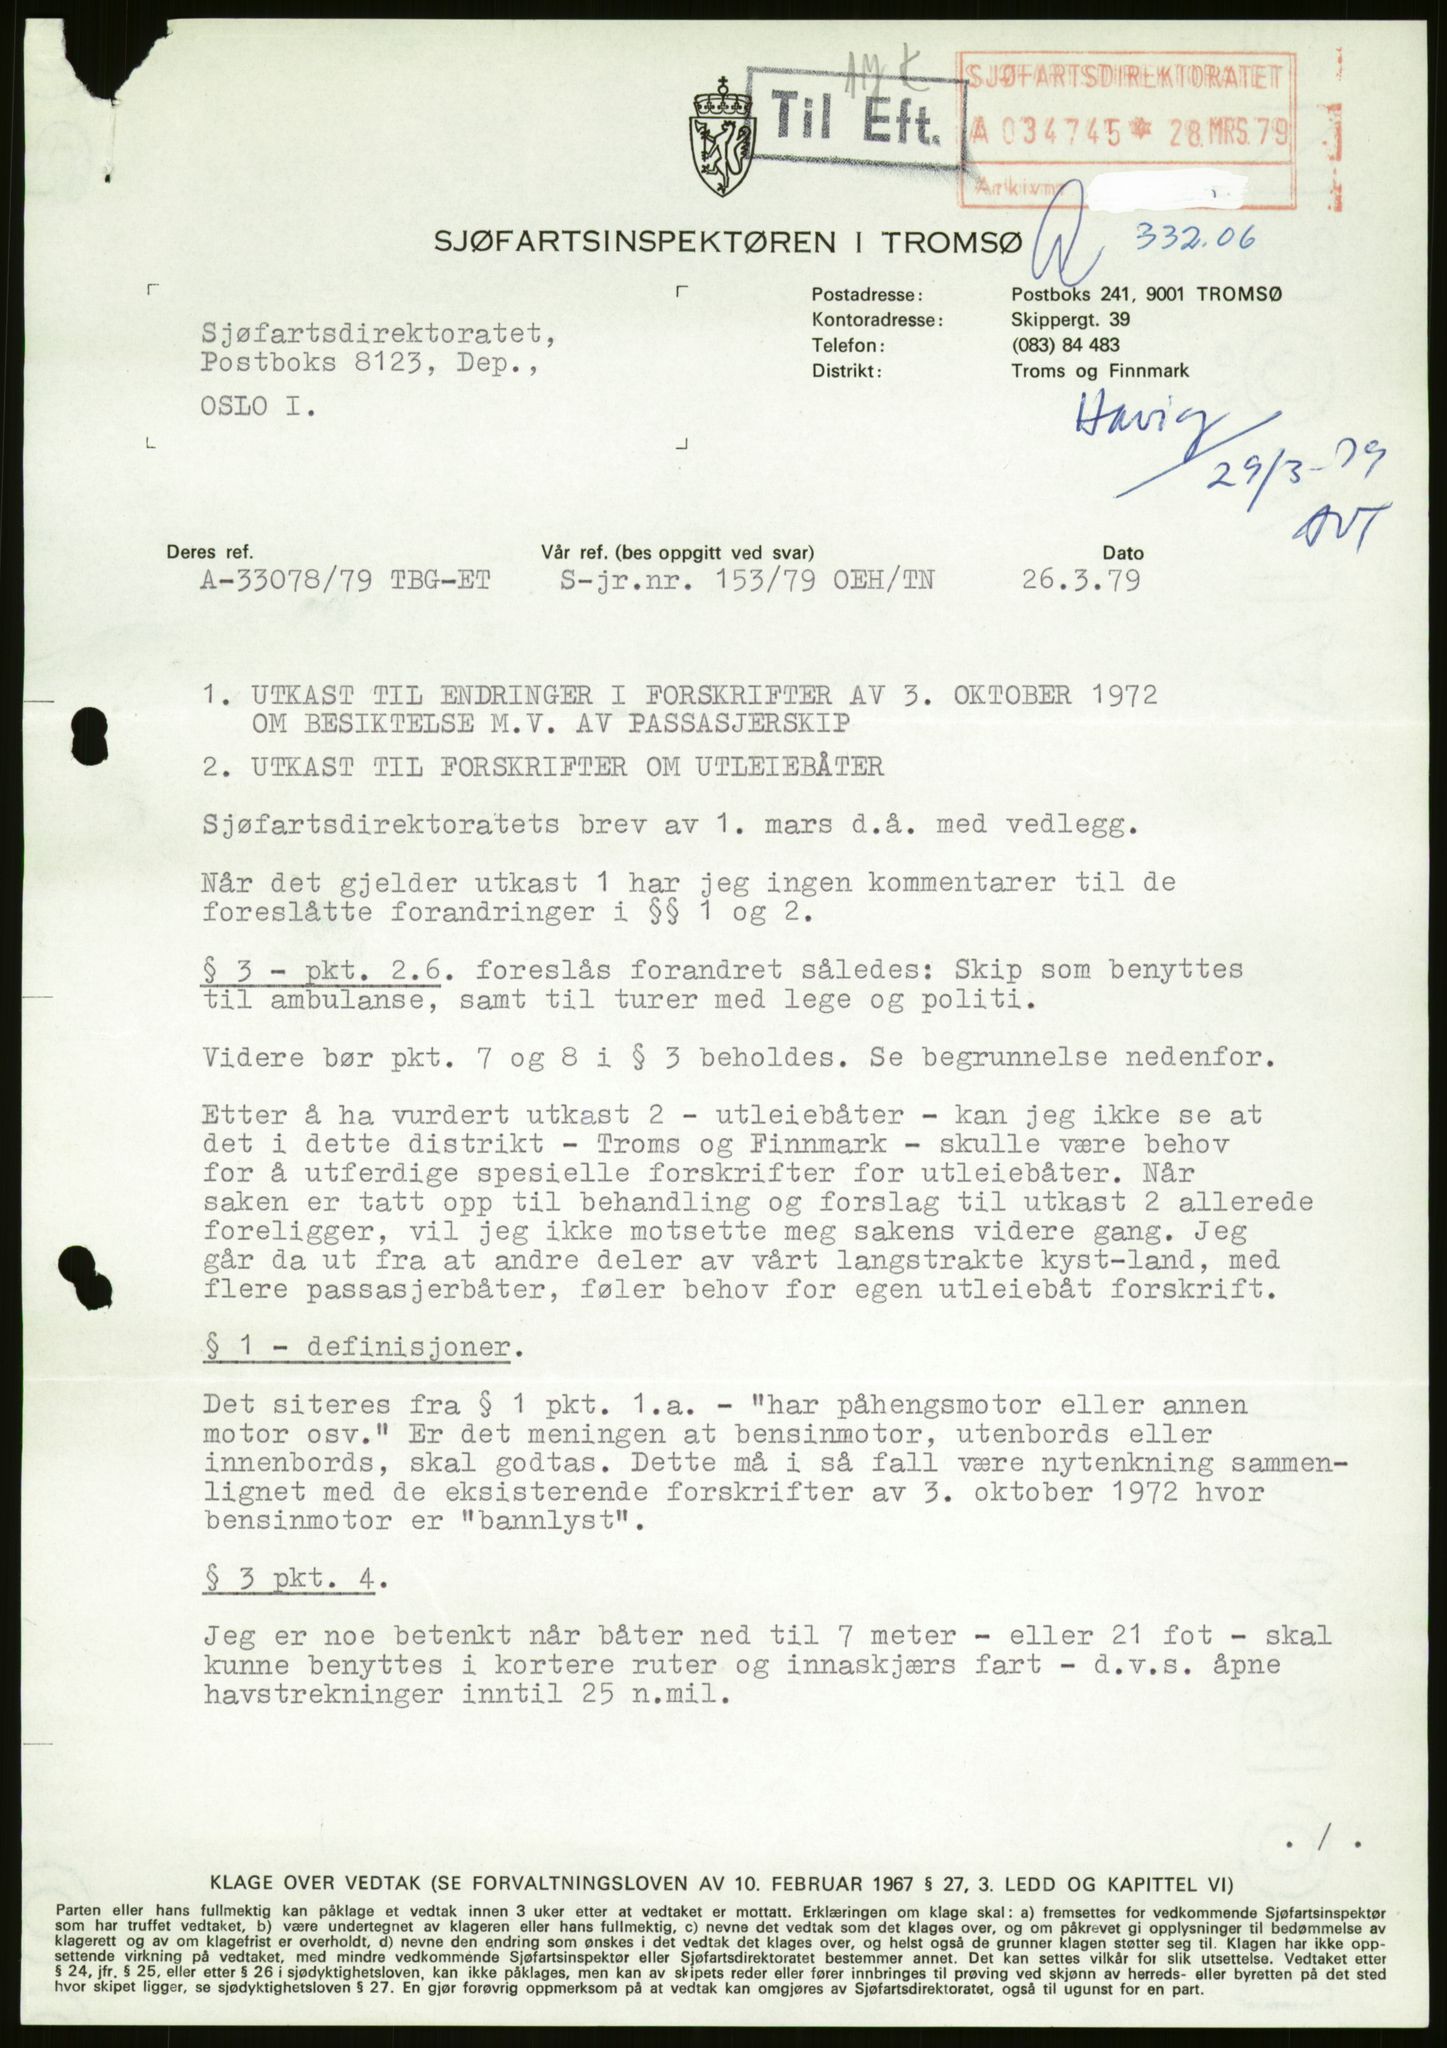 SJØFARTSDIREKTORATET
Til Eft.
A 034745 * 28.MRS.79
Arkivnr
SJØFARTSINSPEKTØREN I TROMSØ
332.06
Postadresse: Postboks 241, 9001 TROMSØ
Kontoradresse: Skippergt. 39
Telefon: (083) 84 483
Distrikt: Troms og Finnmark
Sjøfartsdirektoratet,
Postboks 8123, Dep.,
OSLO I.
Havig
29/3-79
AVT
Deres ref. Vår ref. (bes oppgitt ved svar) Dato
A-33078/79 TBG-ET S-jr.nr. 153/79 OEH/TN 26.3.79
1. UTKAST TIL ENDRINGER I FORSKRIFTER AV 3. OKTOBER 1972
OM BESIKTELSE M.V. AV PASSASJERSKIP
2. UTKAST TIL FORSKRIFTER OM UTLEIEBÅTER
Sjøfartsdirektoratets brev av 1. mars d.å. med vedlegg.
Når det gjelder utkast 1 har jeg ingen kommentarer til de
foreslåtte forandringer i §§ 1 og 2.
§ 3 - pkt. 2.6. foreslås forandret således: Skip som benyttes
til ambulanse, samt til turer med lege og politi.
Videre bør pkt. 7 og 8 i § 3 beholdes. Se begrunnelse nedenfor.
Etter å ha vurdert utkast 2 - utleiebåter - kan jeg ikke se at
det i dette distrikt - Troms og Finnmark - skulle være behov
for å utferdige spesielle forskrifter for utleiebåter. Når
saken er tatt opp til behandling og forslag til utkast 2 allerede
foreligger, vil jeg ikke motsette meg sakens videre gang. Jeg
går da ut fra at andre deler av vårt langstrakte kyst-land, med
flere passasjerbåter, føler behov for egen utleiebåt forskrift.
§ 1 - definisjoner.
Det siteres fra § 1 pkt. 1.a. - "har påhengsmotor eller annen
motor osv." Er det meningen at bensinmotor, utenbords eller
innenbords, skal godtas. Dette må i så fall være nytenkning sammen-
lignet med de eksisterende forskrifter av 3. oktober 1972 hvor
bensinmotor er "bannlyst".
§ 3 pkt. 4.
Jeg er noe betenkt når båter ned til 7 meter - eller 21 fot - skal
kunne benyttes i kortere ruter og innaskjærs fart - d.v.s. åpne
havstrekninger inntil 25 n.mil.
. / .
KLAGE OVER VEDTAK (SE FORVALTNINGSLOVEN AV 10. FEBRUAR 1967 § 27, 3. LEDD OG KAPITTEL VI)
Parten eller hans fullmektig kan påklage et vedtak innen 3 uker etter at vedtaket er mottatt. Erklæringen om klage skal: a) fremsettes for vedkommende Sjøfartsinspektør
som har truffet vedtaket, b) være undertegnet av klageren eller hans fullmektig, c) nevne det vedtak som det klages over, og om påkrevet gi opplysninger til bedømmelse av
klagerett og av om klagefrist er overholdt, d) nevne den endring som ønskes i det vedtak det klages over, og helst også de grunner klagen støtter seg til. Klagen har ikke opp-
settende virkning på vedtaket, med mindre vedkommende Sjøfartsinspektør eller Sjøfartsdirektoratet bestemmer annet. Det kan settes vilkår for slik utsettelse. Vedtaket etter
§ 24, jfr. § 25, eller etter § 26 i sjødyktighetsloven, kan ikke påklages, men kan av skipets reder eller fører innbringes til prøving ved skjønn av herreds- eller byretten på det sted
hvor skipet ligger, se sjødyktighetsloven § 27. En gjør forøvrig oppmerksom på at vedtak kan omgjøres av Sjøfartsdirektoratet, også til ugunst for en part.